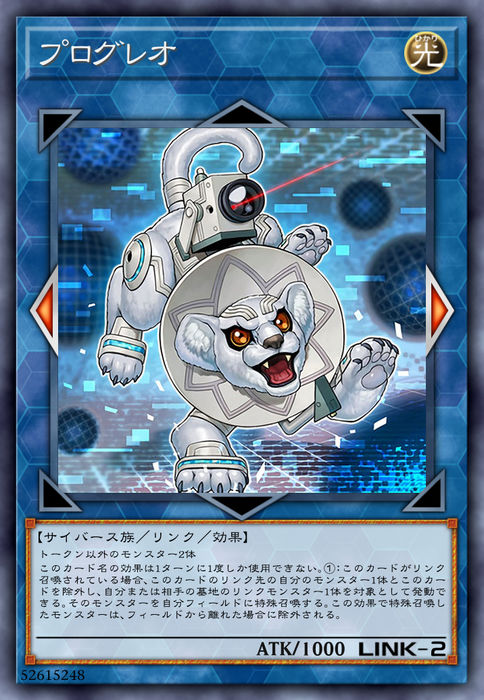 プログレオ
ひかり
光
【サイバース族／リンク／効果】
トークン以外のモンスター2体
このカード名の効果は1ターンに1度しか使用できない。①：このカードがリンク
召喚されている場合、このカードのリンク先の自分のモンスター1体とこのカー
ドを除外し、自分または相手の墓地のリンクモンスター1体を対象として発動で
きる。そのモンスターを自分フィールドに特殊召喚する。この効果で特殊召喚し
たモンスターは、フィールドから離れた場合に除外される。
ATK/1000 LINK-2
52615248